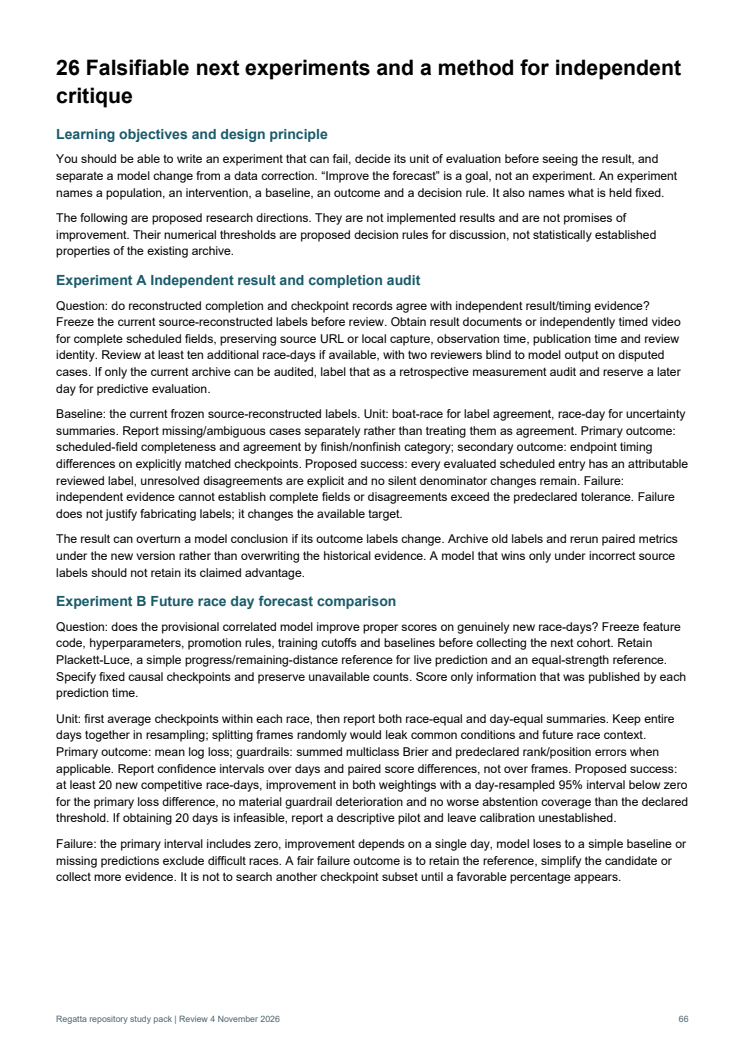 26 Falsifiable next experiments and a method for independent
critique
Learning objectives and design principle
You should be able to write an experiment that can fail, decide its unit of evaluation before seeing the result, and
separate a model change from a data correction. “Improve the forecast” is a goal, not an experiment. An experiment
names a population, an intervention, a baseline, an outcome and a decision rule. It also names what is held fixed.
The following are proposed research directions. They are not implemented results and are not promises of
improvement. Their numerical thresholds are proposed decision rules for discussion, not statistically established
properties of the existing archive.
Experiment A Independent result and completion audit
Question: do reconstructed completion and checkpoint records agree with independent result/timing evidence?
Freeze the current source-reconstructed labels before review. Obtain result documents or independently timed video
for complete scheduled fields, preserving source URL or local capture, observation time, publication time and review
identity. Review at least ten additional race-days if available, with two reviewers blind to model output on disputed
cases. If only the current archive can be audited, label that as a retrospective measurement audit and reserve a later
day for predictive evaluation.
Baseline: the current frozen source-reconstructed labels. Unit: boat-race for label agreement, race-day for uncertainty
summaries. Report missing/ambiguous cases separately rather than treating them as agreement. Primary outcome:
scheduled-field completeness and agreement by finish/nonfinish category; secondary outcome: endpoint timing
differences on explicitly matched checkpoints. Proposed success: every evaluated scheduled entry has an attributable
reviewed label, unresolved disagreements are explicit and no silent denominator changes remain. Failure:
independent evidence cannot establish complete fields or disagreements exceed the predeclared tolerance. Failure
does not justify fabricating labels; it changes the available target.
The result can overturn a model conclusion if its outcome labels change. Archive old labels and rerun paired metrics
under the new version rather than overwriting the historical evidence. A model that wins only under incorrect source
labels should not retain its claimed advantage.
Experiment B Future race day forecast comparison
Question: does the provisional correlated model improve proper scores on genuinely new race-days? Freeze feature
code, hyperparameters, promotion rules, training cutoffs and baselines before collecting the next cohort. Retain
Plackett-Luce, a simple progress/remaining-distance reference for live prediction and an equal-strength reference.
Specify fixed causal checkpoints and preserve unavailable counts. Score only information that was published by each
prediction time.
Unit: first average checkpoints within each race, then report both race-equal and day-equal summaries. Keep entire
days together in resampling; splitting frames randomly would leak common conditions and future race context.
Primary outcome: mean log loss; guardrails: summed multiclass Brier and predeclared rank/position errors when
applicable. Report confidence intervals over days and paired score differences, not over frames. Proposed success:
at least 20 new competitive race-days, improvement in both weightings with a day-resampled 95% interval below zero
for the primary loss difference, no material guardrail deterioration and no worse abstention coverage than the declared
threshold. If obtaining 20 days is infeasible, report a descriptive pilot and leave calibration unestablished.
Failure: the primary interval includes zero, improvement depends on a single day, model loses to a simple baseline or
missing predictions exclude difficult races. A fair failure outcome is to retain the reference, simplify the candidate or
collect more evidence. It is not to search another checkpoint subset until a favorable percentage appears.
Regatta repository study pack | Review 4 November 2026
66